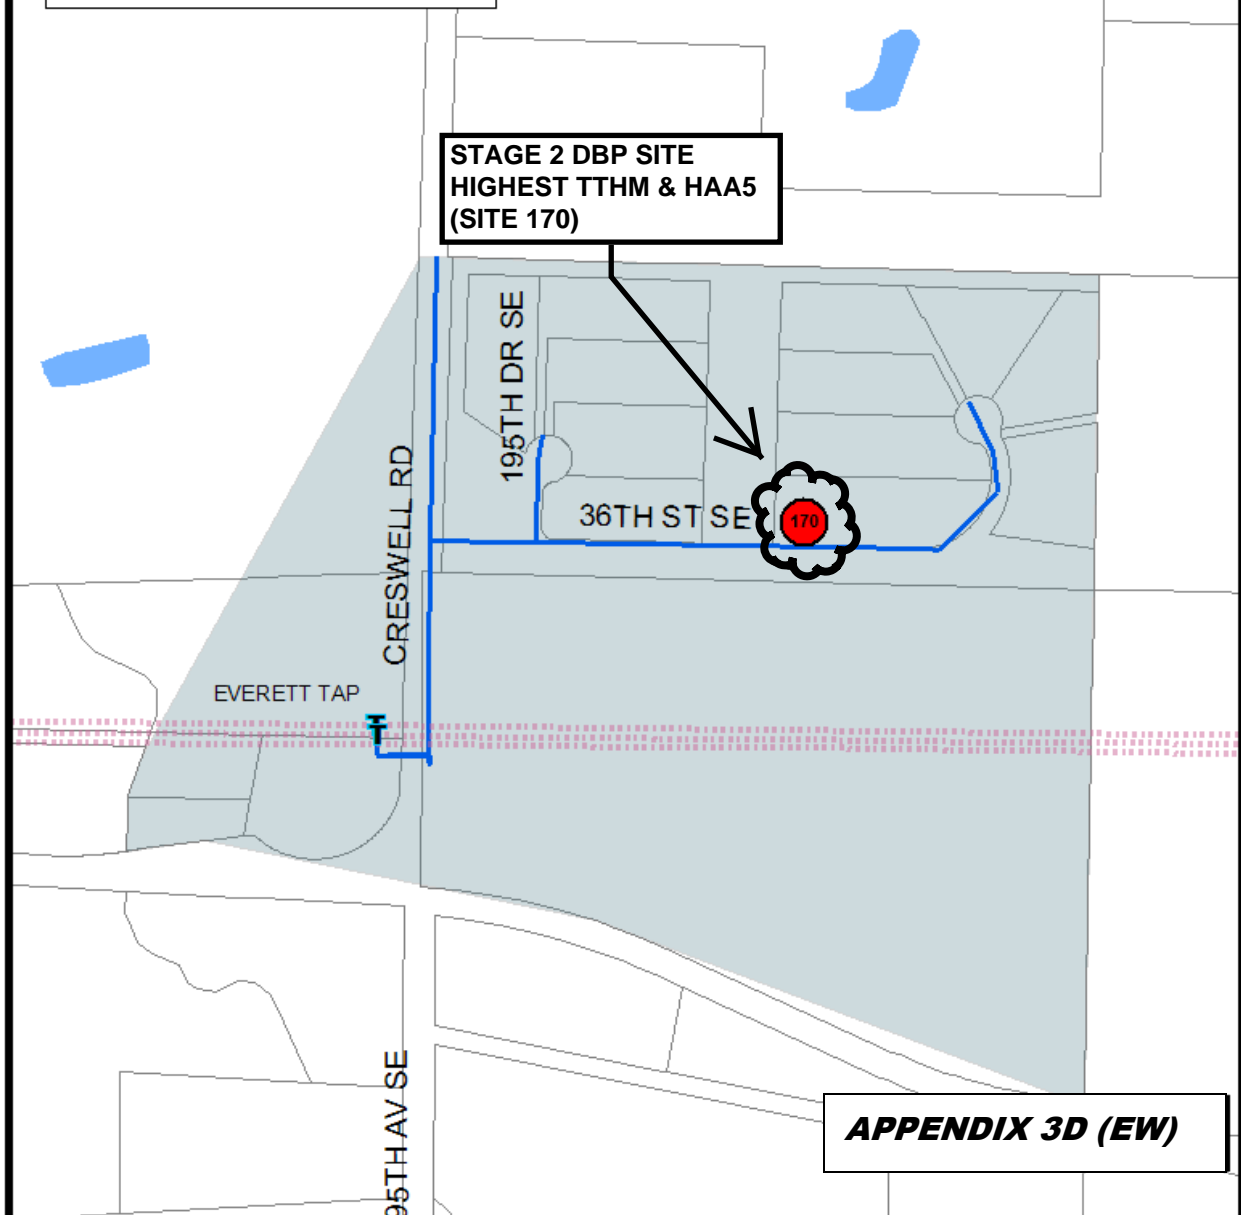 STAGE 2 DBP SITE
HIGHEST TTHM & HAA5
(SITE 170)
195TH DR SE
CRESWELL RD
36TH ST SE
170
EVERETT TAP
T
95TH AV SE
APPENDIX 3D (EW)